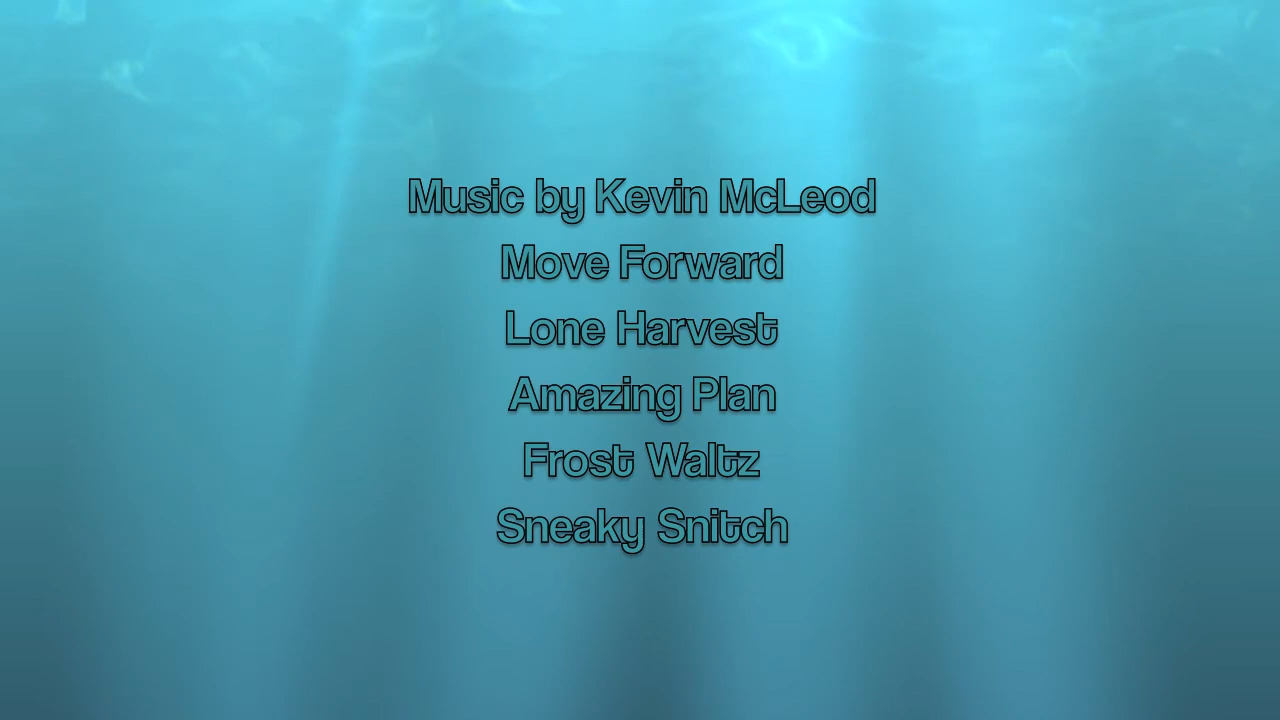 Music by Kevin McLeod
Move Forward
Lone Harvest
Amazing Plan
Frost Waltz
Sneaky Snitch